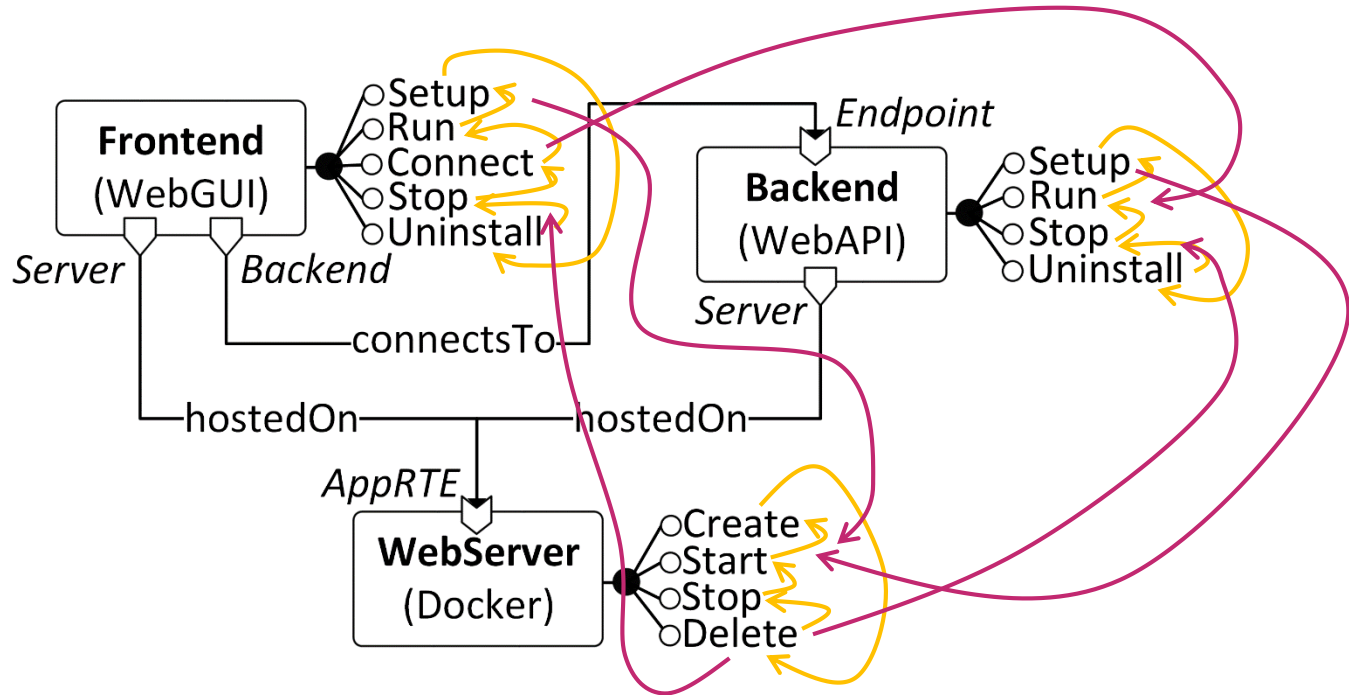 Frontend
(WebGUI)
Server
Backend
Setup
Run
Connect
Stop
Uninstall
Endpoint
Backend
(WebAPI)
Server
Setup
Run
Stop
Uninstall
connectsTo
hostedOn
hostedOn
AppRTE
WebServer
(Docker)
Create
Start
Stop
Delete